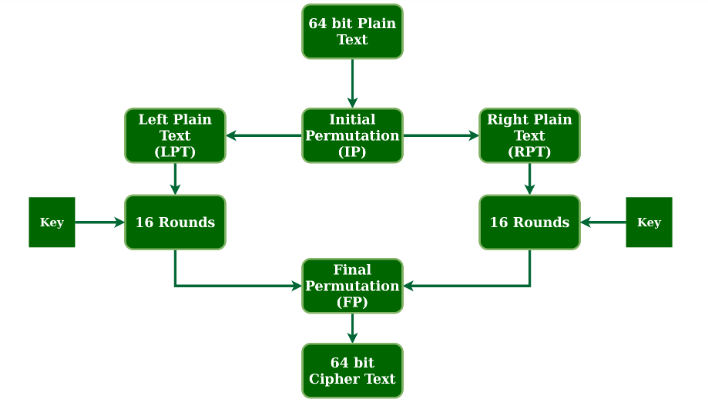 64 bit Plain
Text
Left Plain
Text
(LPT)
Initial
Permutation
(IP)
Right Plain
Text
(RPT)
Key
16 Rounds
16 Rounds
Key
Final
Permutation
(FP)
64 bit
Cipher Text